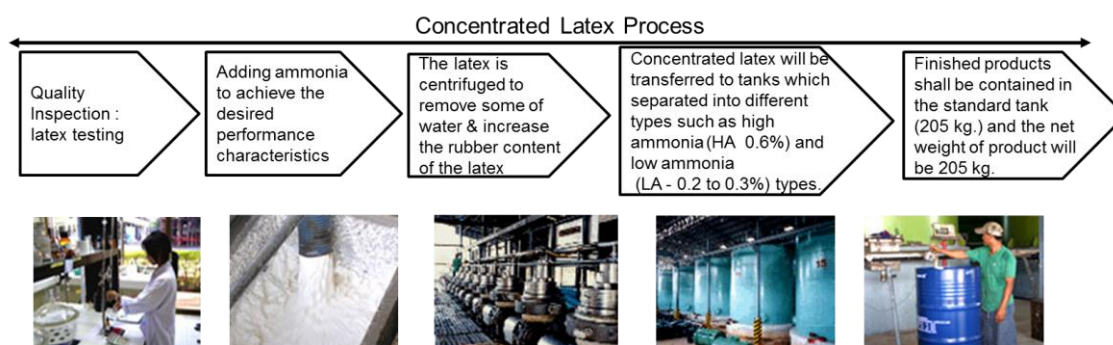 Concentrated Latex Process
Quality
Inspection :
latex testing
Adding ammonia
to achieve the
desired
performance
characteristics
The latex is
centrifuged to
remove some of
water & increase
the rubber content
of the latex
Concentrated latex will be
transferred to tanks which
separated into different
types such as high
ammonia (HA 0.6%) and
low ammonia
(LA - 0.2 to 0.3%) types.
Finished products
shall be contained in
the standard tank
(205 kg.) and the net
weight of product will
be 205 kg.
15